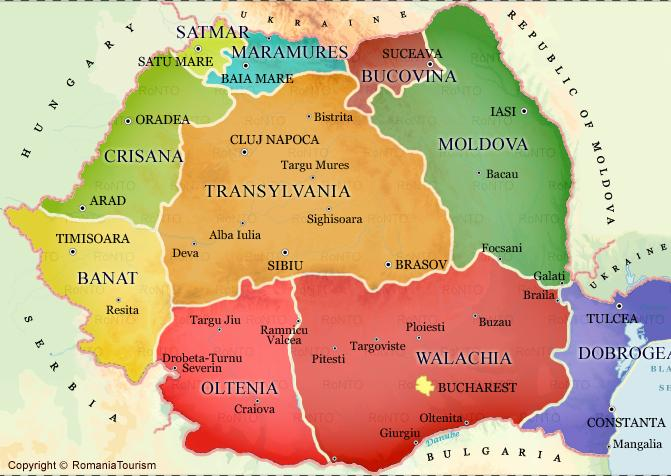 UKRAINE
SATMAR
HUNGARY
MARAMURES
SUCEAVA
REPUBLIC OF MOLDOVA
SATU MARE
BAIA MARE
BUCOVINA
ORADEA
Bistrita
IASI
CRISANA
CLUJ NAPOCA
MOLDOVA
Targu Mures
Bacau
TRANSYLVANIA
ARAD
Sighisoara
TIMISOARA
Alba Iulia
Focsani
UKRAINE
Deva
SIBIU
BRASOV
BANAT
Galati
Resita
Braila
SERBIA
Targu Jiu
Ramnicu
Valcea
Ploiesti
Buzau
TULCEA
Drobeta-Turnu
Severin
Pitesti
Targoviste
WALACHIA
DOBROGEA
BLA
SE
OLTENIA
BUCHAREST
Craiova
Oltenita
CONSTANTA
Giurgiu
Danube
Mangalia
BULGARIA
Copyright © RomaniaTourism
RoNTO